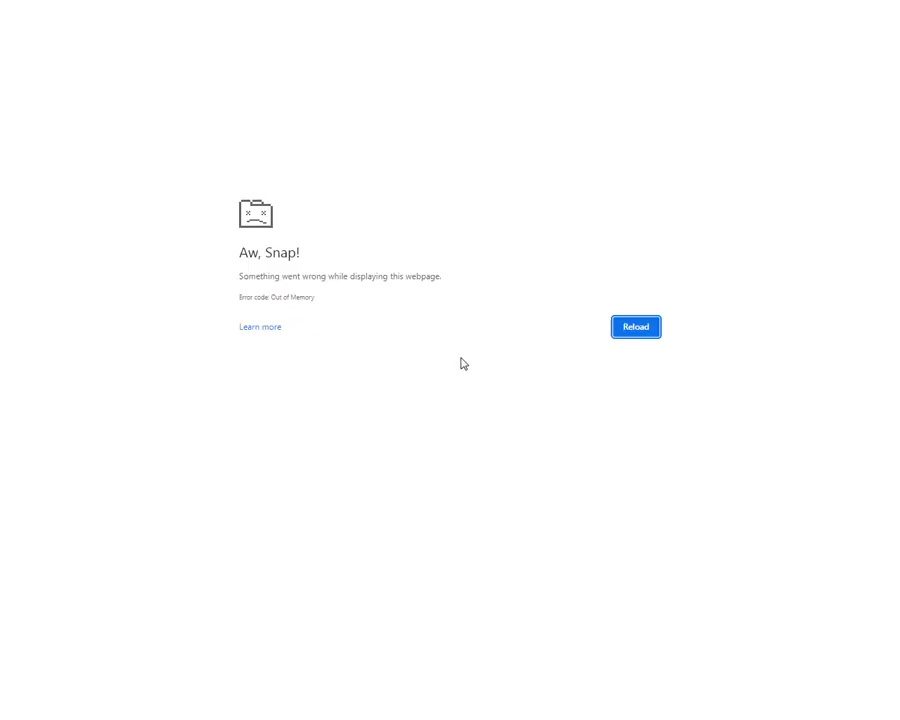 Aw, Snap!
Something went wrong while displaying this webpage.
Error code: Out of Memory
Learn more
Reload